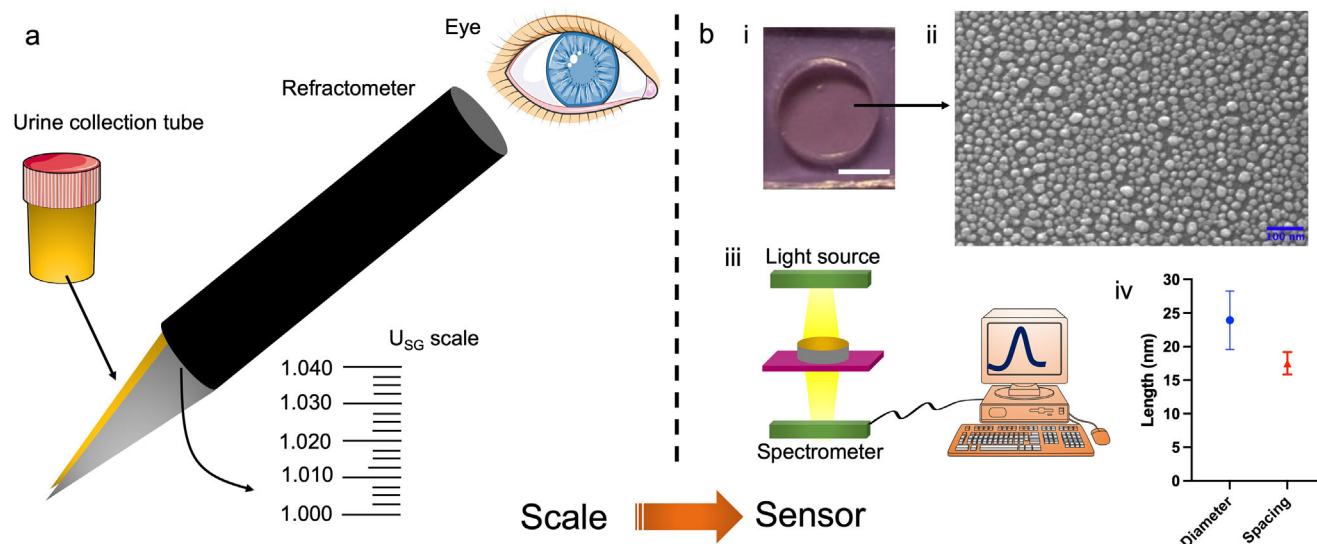 a
Eye
Refractometer
Urine collection tube
USG scale
1.040
1.030
1.020
1.010
1.000
Scale
Sensor
b
i
ii
100 nm
iii
Light source
Spectrometer
iv
Length (nm)
30
25
20
15
10
5
0
Diameter
Spacing